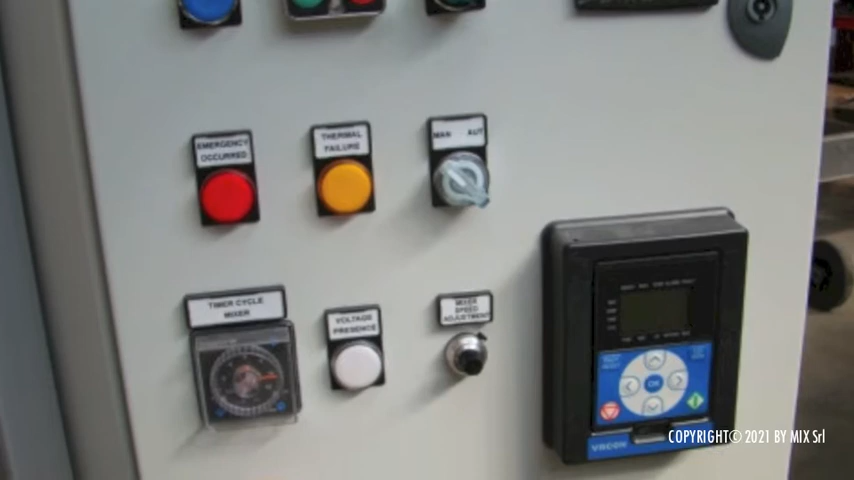 EMERGENCY
OCCURRED
THERMAL
FAILURE
MAN AUT
TIMER CYCLE
MIXER
VOLTAGE
PRESENCE
MIXER
SPEED
ADJUSTMENT
OK
VACON
COPYRIGHT© 2021 BY MIX Srl